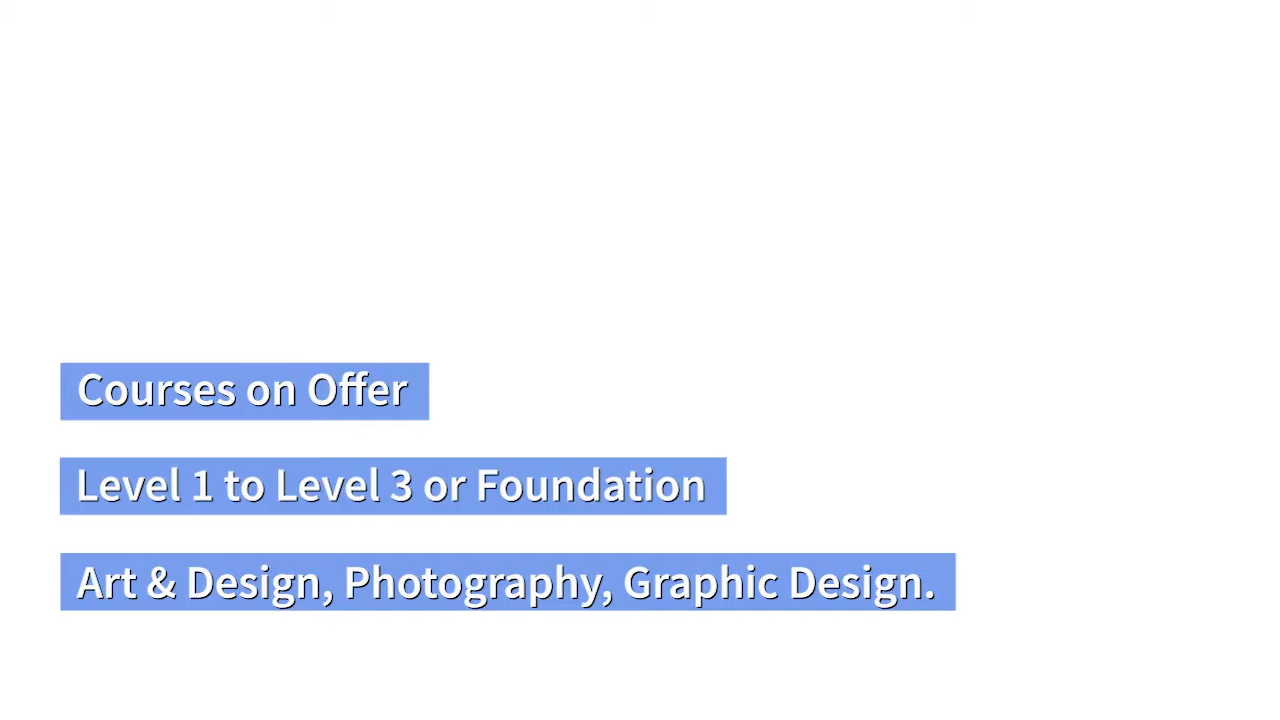 Courses on Offer
Level 1 to Level 3 or Foundation
Art & Design, Photography, Graphic Design.